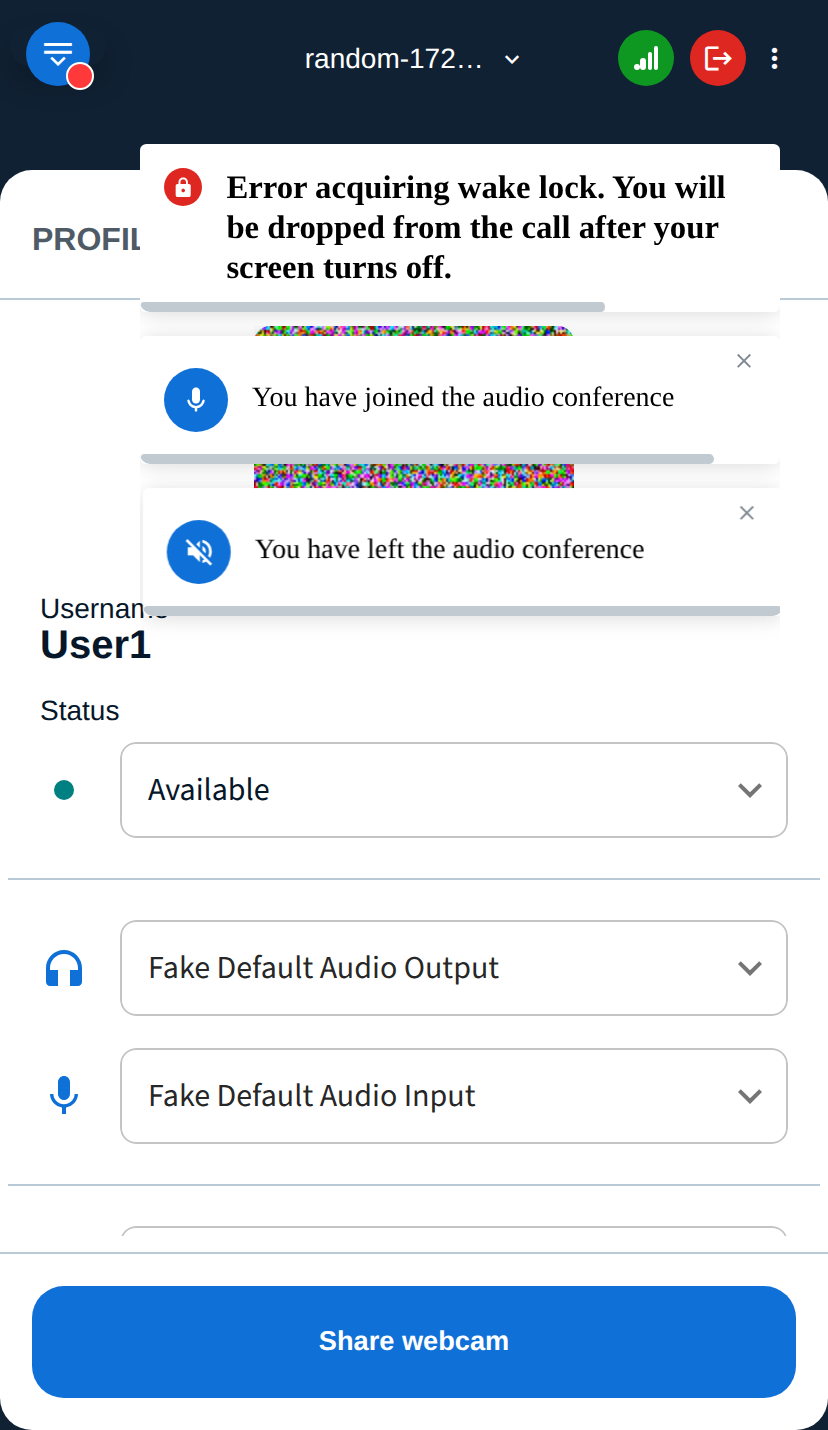 random-172…
Error acquiring wake lock. You will
be dropped from the call after your
screen turns off.
You have joined the audio conference
You have left the audio conference
Username
User1
Status
Available
Fake Default Audio Output
Fake Default Audio Input
Share webcam